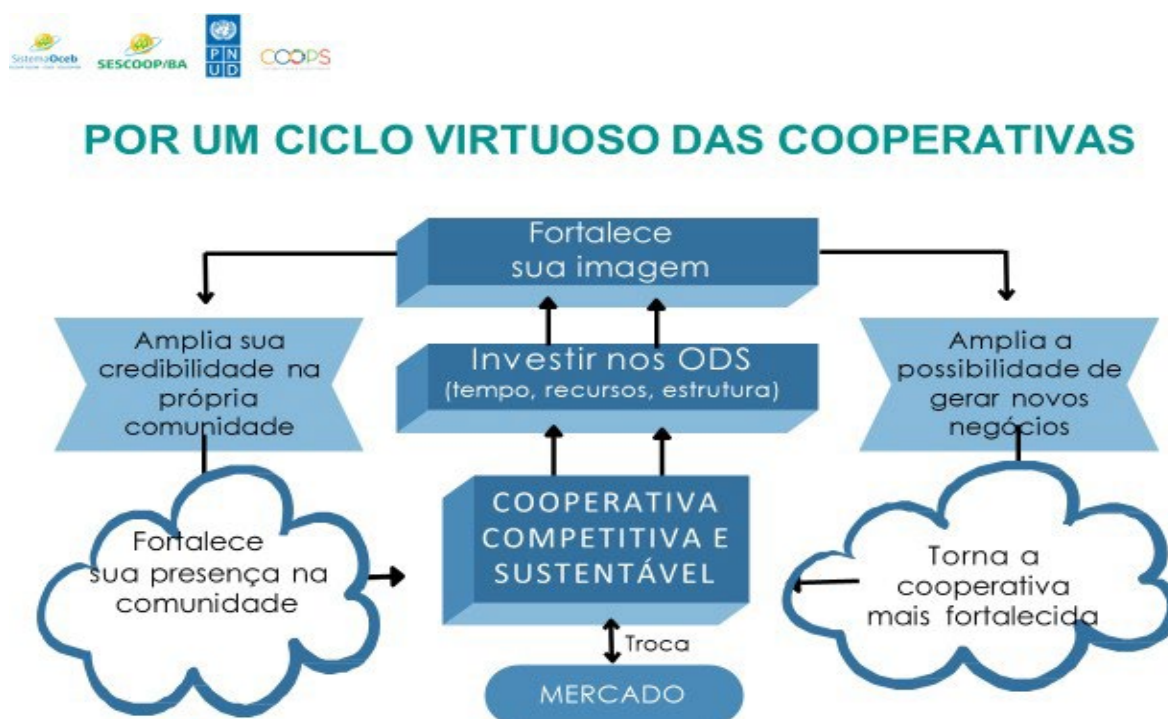 SistemaOceb
SESCOOP/BA
PN
UD
COOPS
POR UM CICLO VIRTUOSO DAS COOPERATIVAS
Fortalece
sua imagem
Amplia sua
credibilidade na
própria
comunidade
Investir nos ODS
(tempo, recursos, estrutura)
Amplia a
possibilidade de
gerar novos
negócios
Fortalece
sua presença na
comunidade
COOPERATIVA
COMPETITIVA E
SUSTENTÁVEL
Torna a
cooperativa
mais fortalecida
Troca
MERCADO